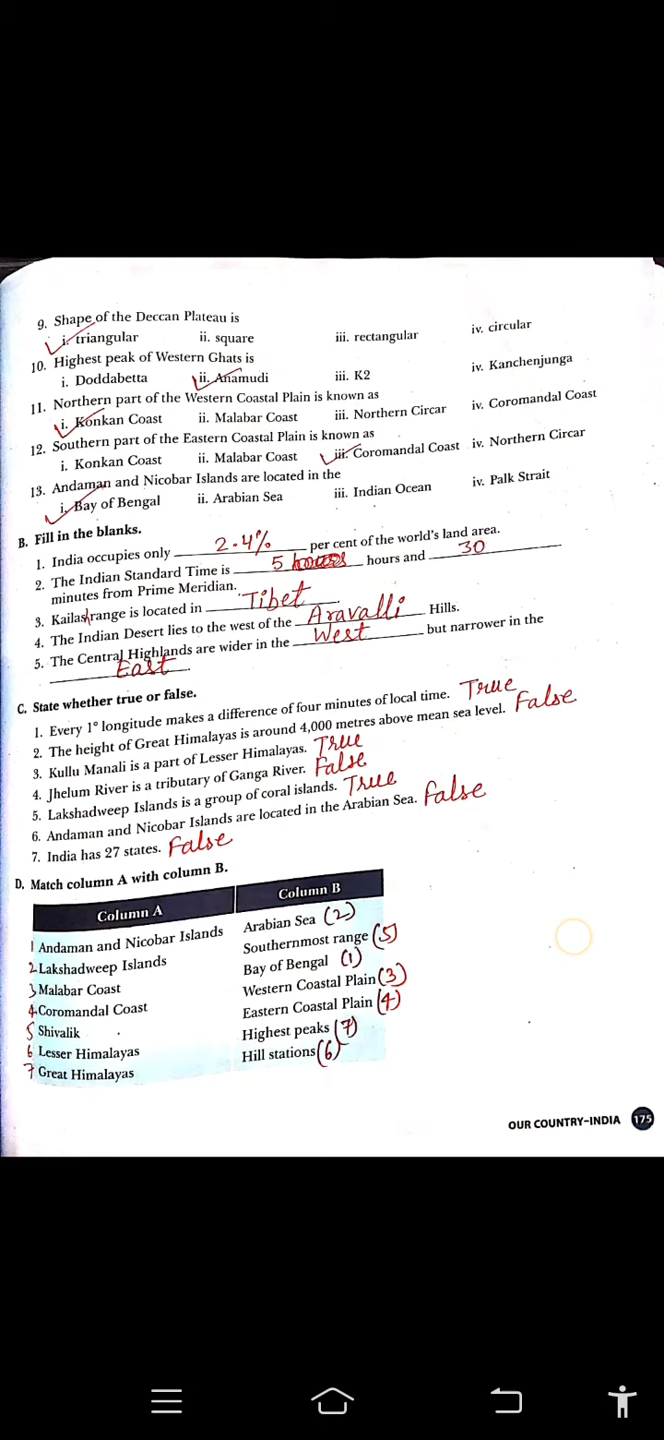 9. Shape of the Deccan Plateau is
i. triangular ii. square iii. rectangular iv. circular
10. Highest peak of Western Ghats is
i. Doddabetta ii. Anamudi iii. K2 iv. Kanchenjunga
11. Northern part of the Western Coastal Plain is known as
i. Konkan Coast ii. Malabar Coast iii. Northern Circar iv. Coromandal Coast
12. Southern part of the Eastern Coastal Plain is known as
i. Konkan Coast ii. Malabar Coast iii. Coromandal Coast iv. Northern Circar
13. Andaman and Nicobar Islands are located in the
i. Bay of Bengal ii. Arabian Sea iii. Indian Ocean iv. Palk Strait
B. Fill in the blanks.
1. India occupies only 2.4% per cent of the world's land area.
2. The Indian Standard Time is 5 hours and 30
minutes from Prime Meridian.
3. Kailash range is located in Tibet.
4. The Indian Desert lies to the west of the Aravalli Hills.
5. The Central Highlands are wider in the West but narrower in the
East.
C. State whether true or false.
1. Every 1° longitude makes a difference of four minutes of local time. True
2. The height of Great Himalayas is around 4,000 metres above mean sea level. False
3. Kullu Manali is a part of Lesser Himalayas. True
4. Jhelum River is a tributary of Ganga River. False
5. Lakshadweep Islands is a group of coral islands. True
6. Andaman and Nicobar Islands are located in the Arabian Sea. False
7. India has 27 states. False
D. Match column A with column B.
Column A Column B
1 Andaman and Nicobar Islands Arabian Sea (2)
2 Lakshadweep Islands Southernmost range (5)
3 Malabar Coast Bay of Bengal (1)
4. Coromandal Coast Western Coastal Plain (3)
5 Shivalik Eastern Coastal Plain (4)
6 Lesser Himalayas Highest peaks (7)
7 Great Himalayas Hill stations (6)
OUR COUNTRY–INDIA 175